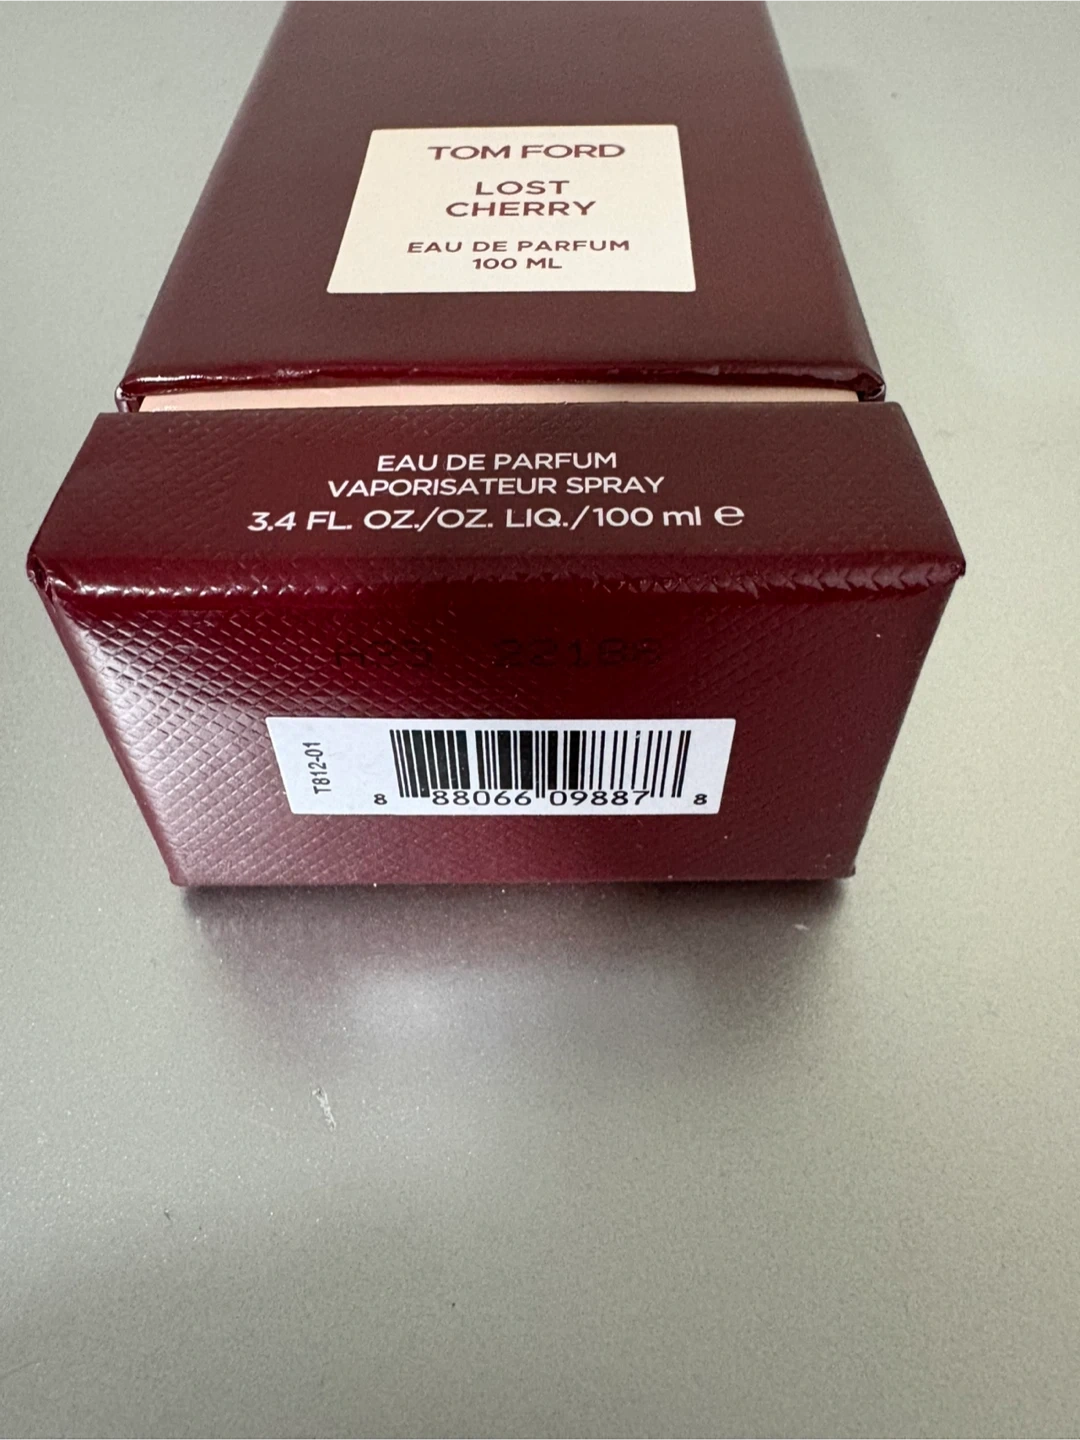 TOM FORD
LOST
CHERRY
EAU DE PARFUM
100 ML
EAU DE PARFUM
VAPORISATEUR SPRAY
3.4 FL. OZ./OZ. LIQ./100 ml ℮
22188
T812-01
8 88066 09887 8